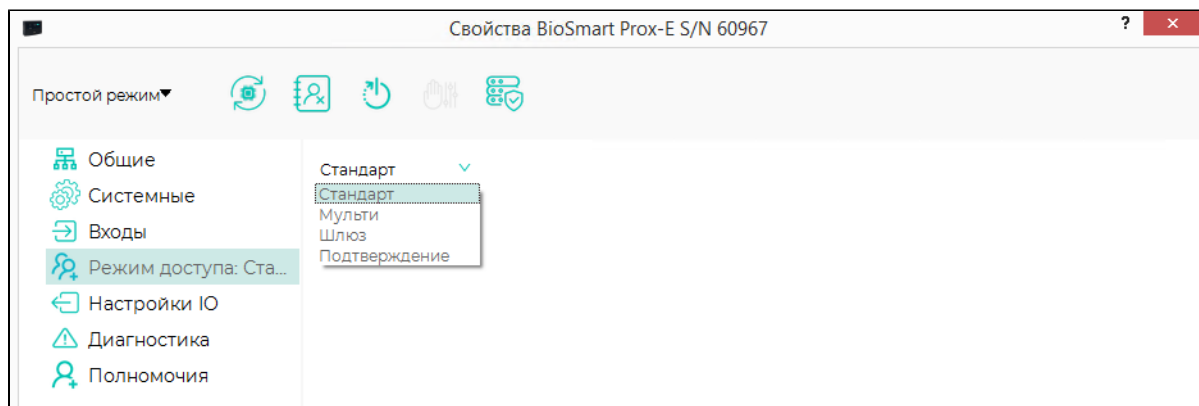 Свойства BioSmart Prox-E S/N 60967
?
Простой режим
Общие
Системные
Входы
Режим доступа: Ста...
Настройки IO
Диагностика
Полномочия
Стандарт
Стандарт
Мульти
Шлюз
Подтверждение